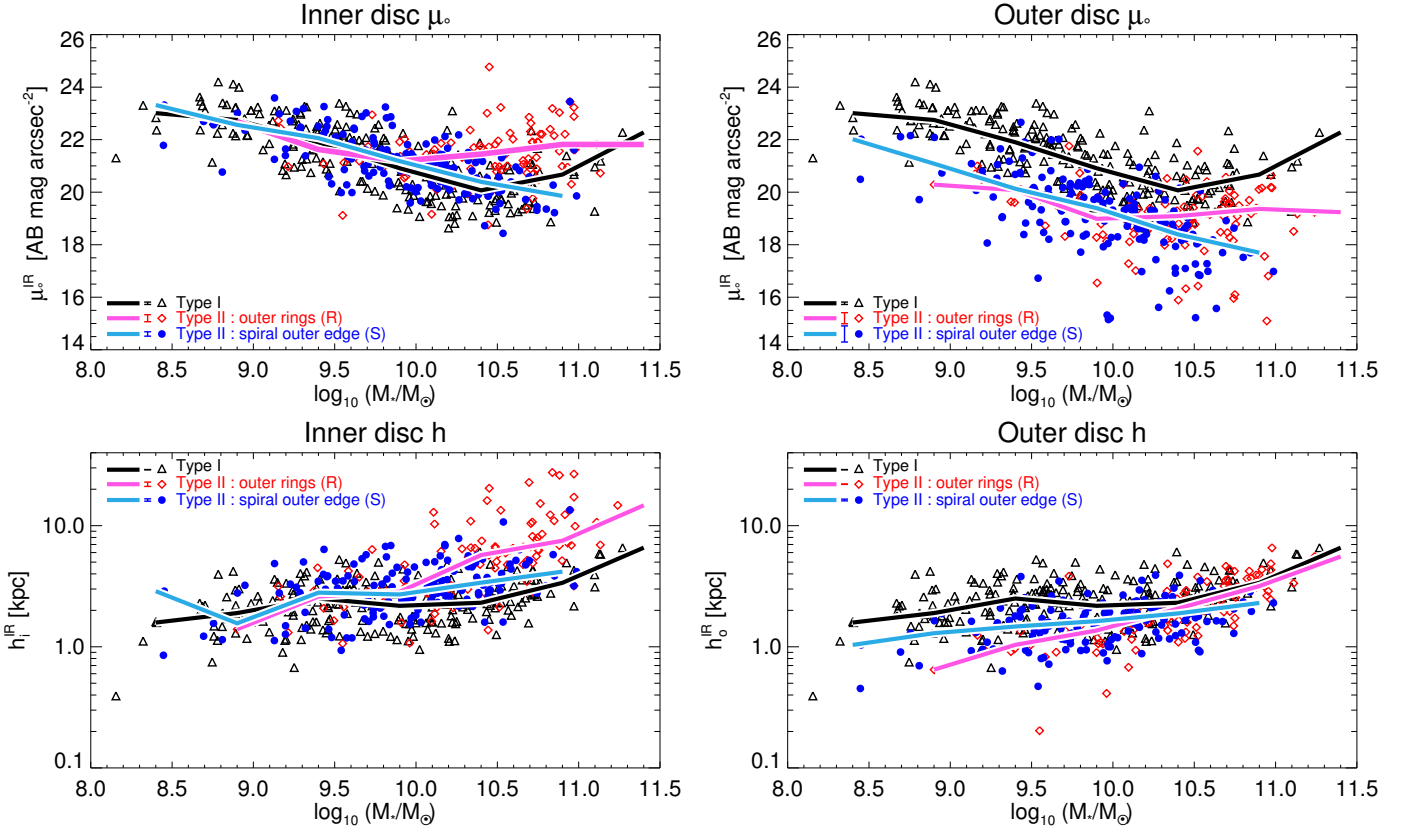 Inner disc μ₀
26
24
22
20
18
16
14
μ₀ᴵᴿ [AB mag arcsec⁻²]
Type I
Type II : outer rings (R)
Type II : spiral outer edge (S)
8.0 8.5 9.0 9.5 10.0 10.5 11.0 11.5
log₁₀ (M*/M☉)
Outer disc μ₀
26
24
22
20
18
16
14
μ₀ᴵᴿ [AB mag arcsec⁻²]
Type I
Type II : outer rings (R)
Type II : spiral outer edge (S)
8.0 8.5 9.0 9.5 10.0 10.5 11.0 11.5
log₁₀ (M*/M☉)
Inner disc h
Type I
Type II : outer rings (R)
Type II : spiral outer edge (S)
10.0
1.0
0.1
hᵢᴵᴿ [kpc]
8.0 8.5 9.0 9.5 10.0 10.5 11.0 11.5
log₁₀ (M*/M☉)
Outer disc h
Type I
Type II : outer rings (R)
Type II : spiral outer edge (S)
10.0
1.0
0.1
hₒᴵᴿ [kpc]
8.0 8.5 9.0 9.5 10.0 10.5 11.0 11.5
log₁₀ (M*/M☉)